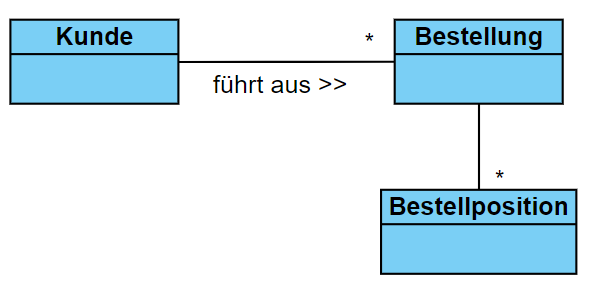 Kunde
*
Bestellung
führt aus >>
*
Bestellposition